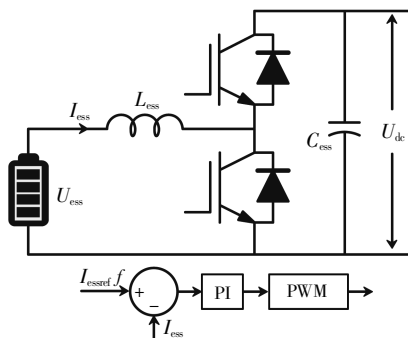 L_ess
I_ess
U_ess
C_ess
U_dc
I_essref f
+
−
PI
PWM
I_ess